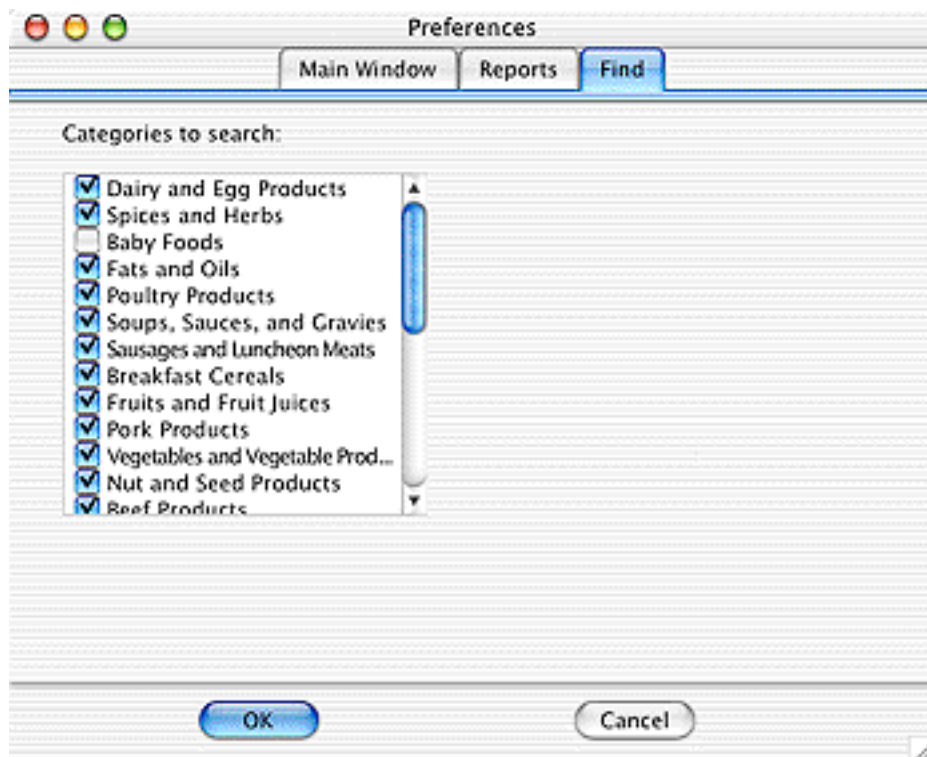 Preferences
Main Window Reports Find
Categories to search:
Dairy and Egg Products
Spices and Herbs
Baby Foods
Fats and Oils
Poultry Products
Soups, Sauces, and Gravies
Sausages and Luncheon Meats
Breakfast Cereals
Fruits and Fruit Juices
Pork Products
Vegetables and Vegetable Prod...
Nut and Seed Products
Beef Products
OK Cancel